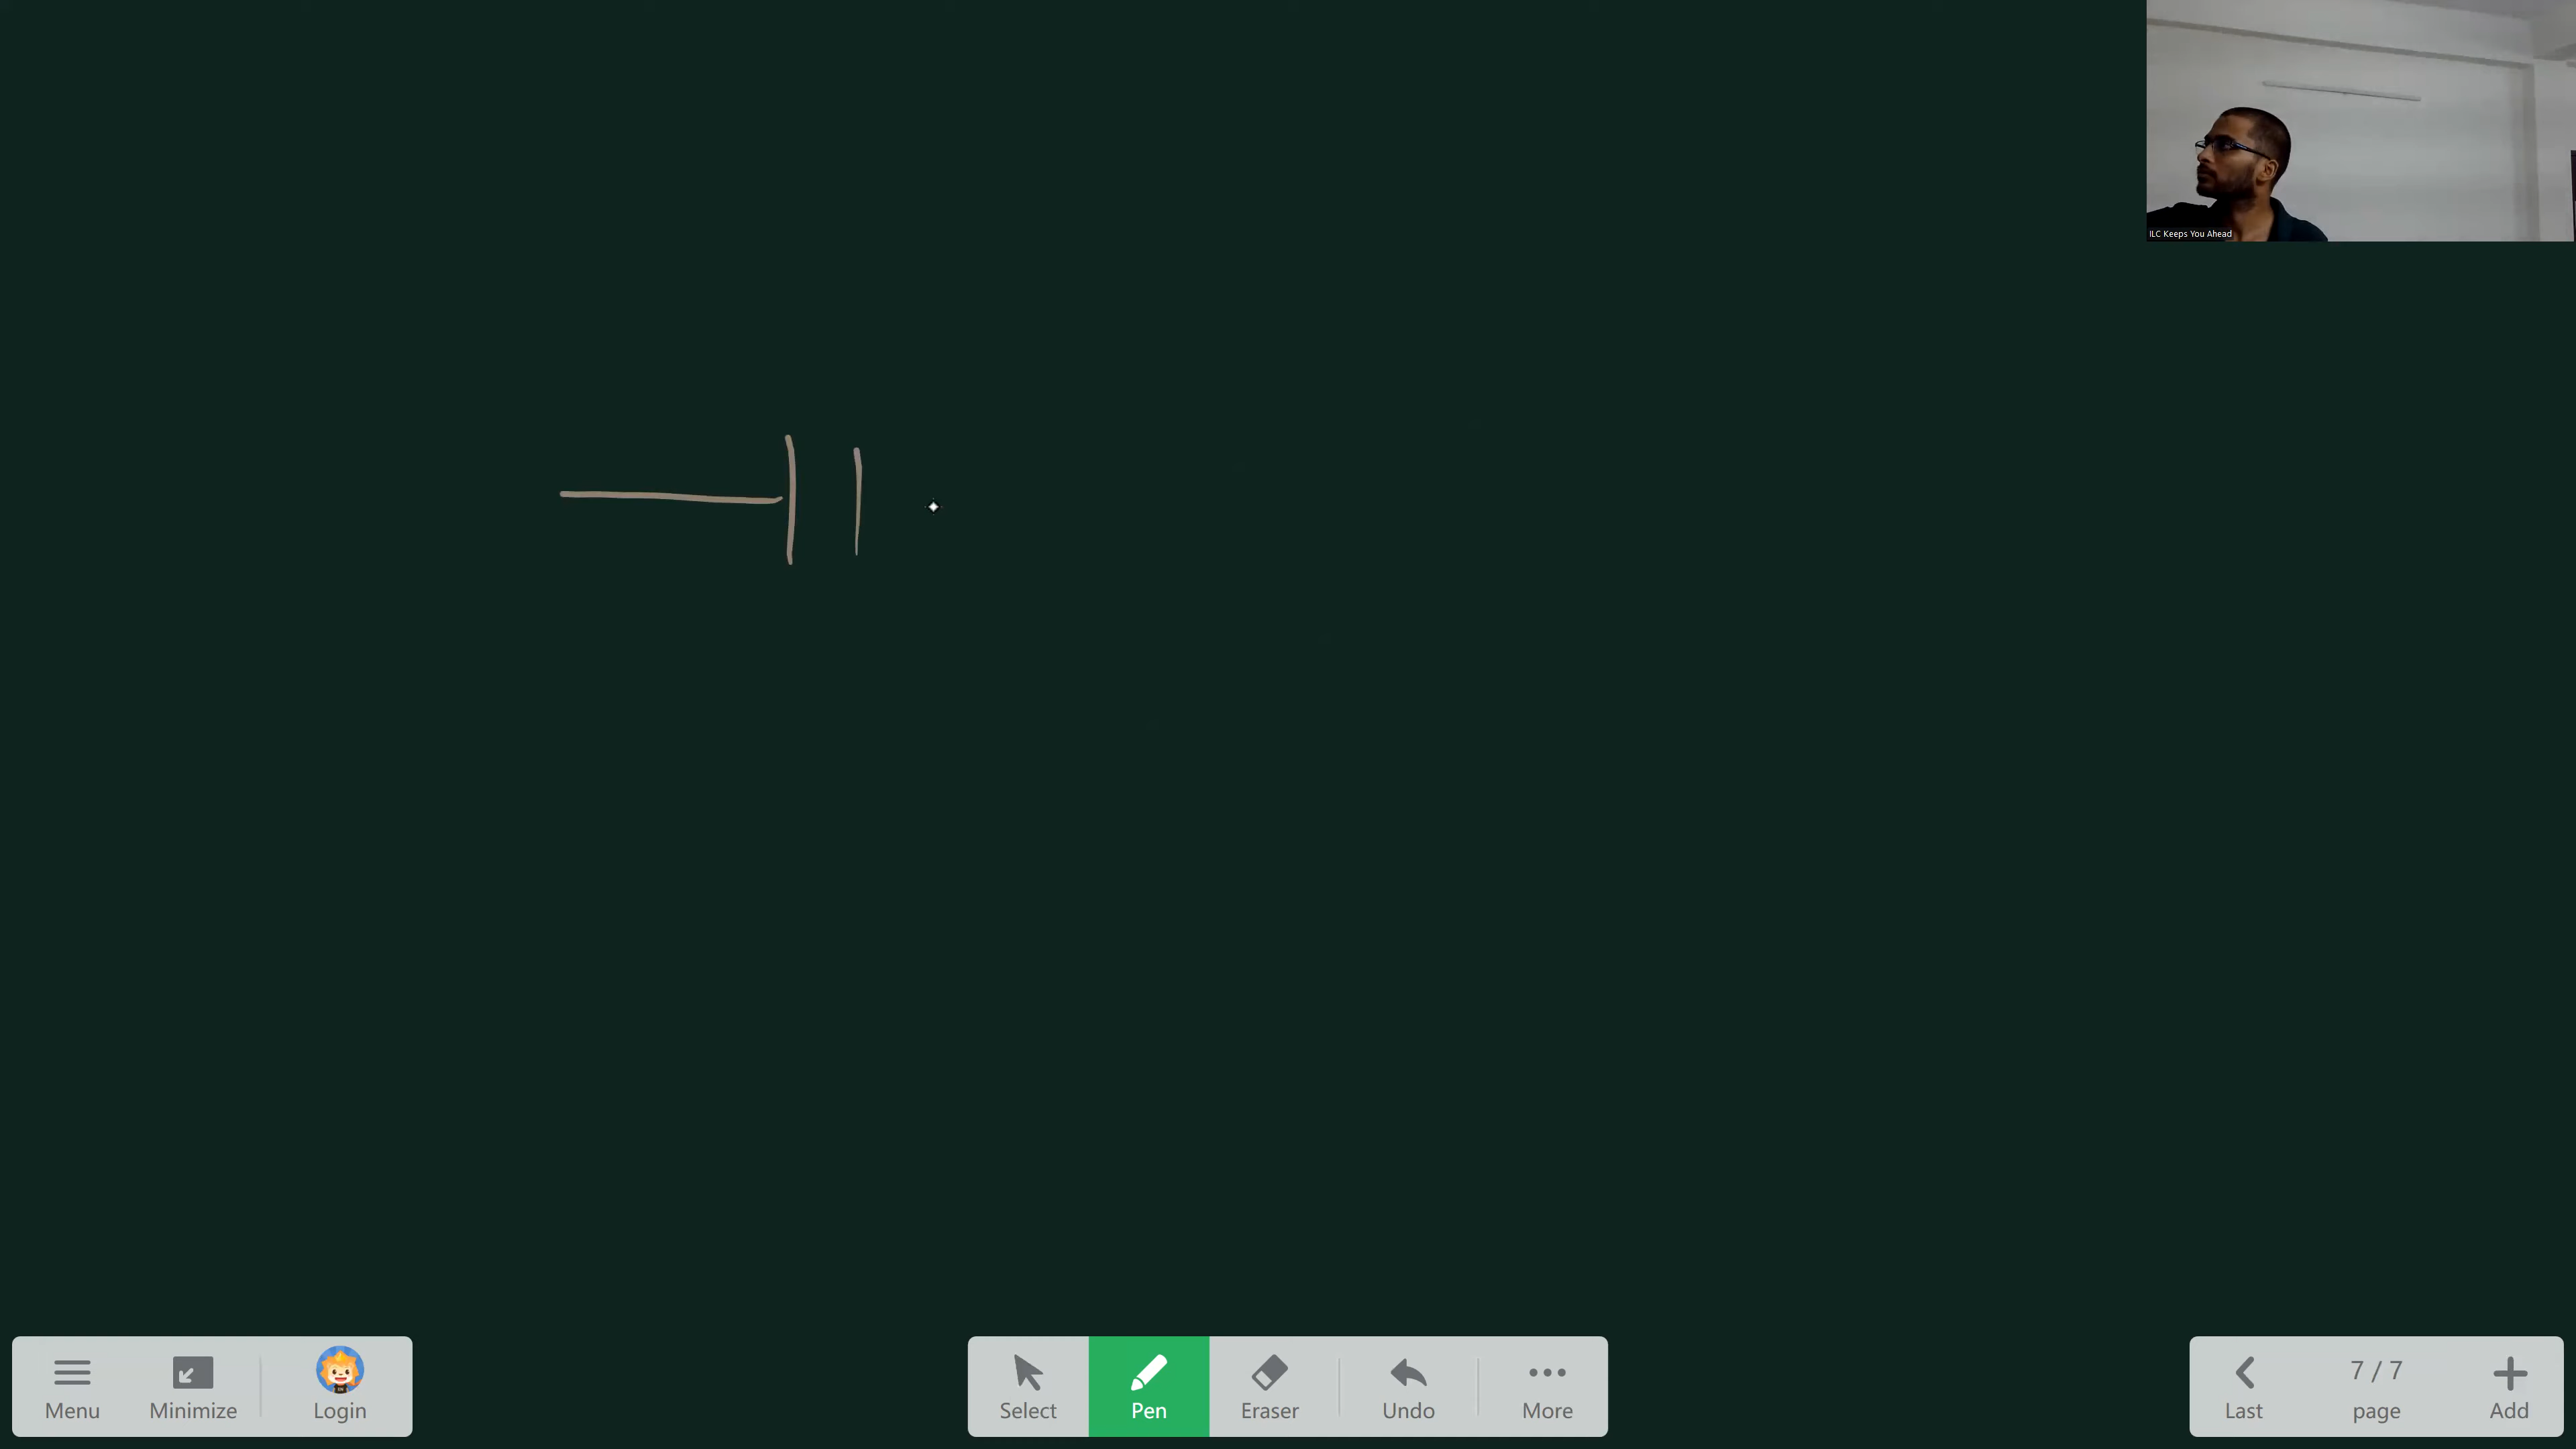 ILC Keeps You Ahead
Menu
Minimize
Login
Select
Pen
Eraser
Undo
More
Last
7 / 7
page
Add